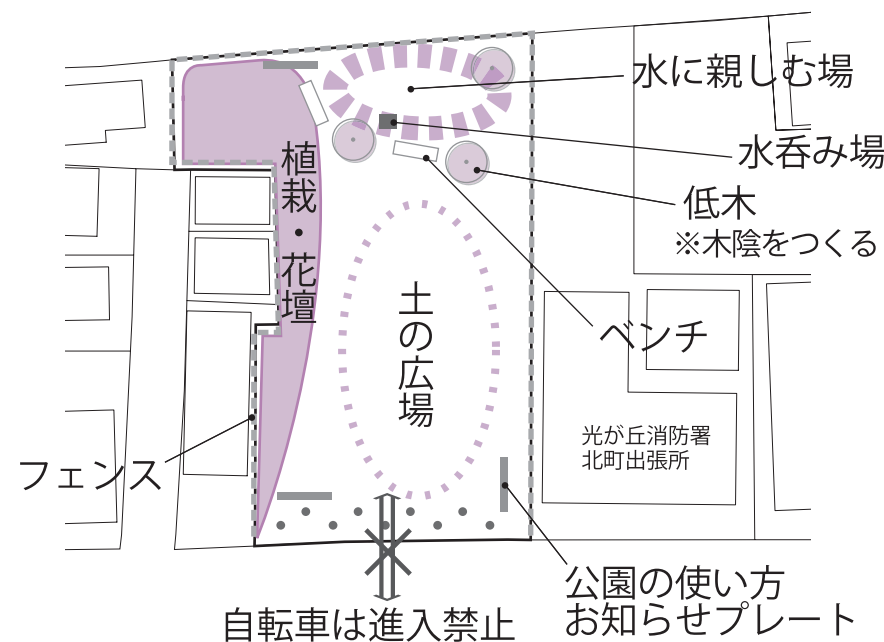 水に親しむ場
水呑み場
低木
※木陰をつくる
植栽・花壇
土の広場
ベンチ
光が丘消防署
北町出張所
フェンス
公園の使い方
お知らせプレート
自転車は進入禁止